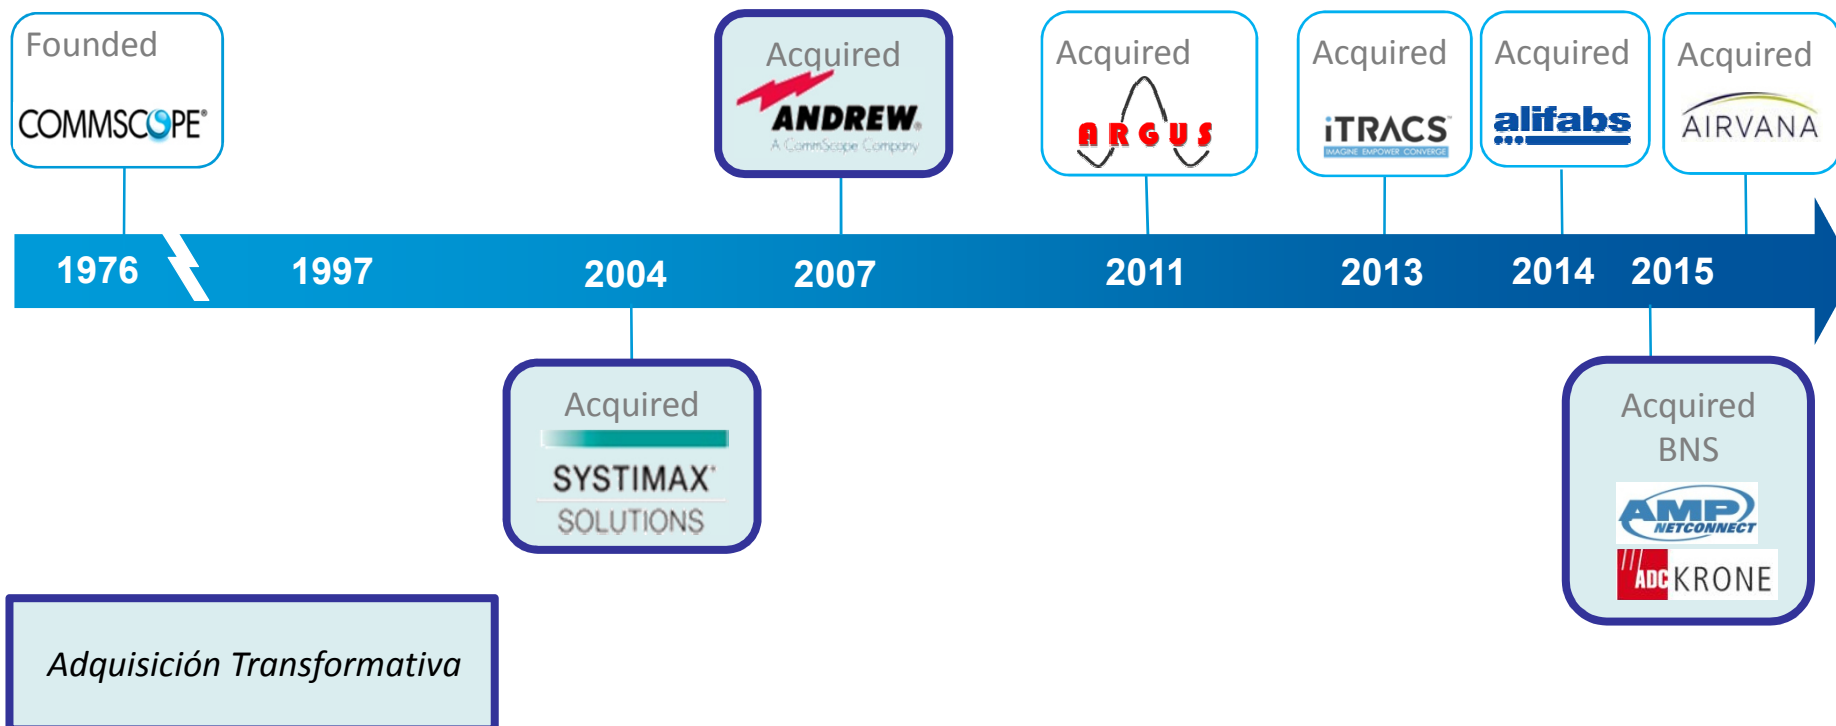 Founded
COMMSCOPE®
Acquired
ANDREW®
A CommScope Company
Acquired
ARGUS
Acquired
iTRACS™
IMAGINE EMPOWER CONVERGE
Acquired
alifabs
Acquired
AIRVANA
1976
1997
2004
2007
2011
2013
2014
2015
Acquired
SYSTIMAX®
SOLUTIONS
Acquired
BNS
AMP
NETCONNECT
ADC KRONE
Adquisición Transformativa